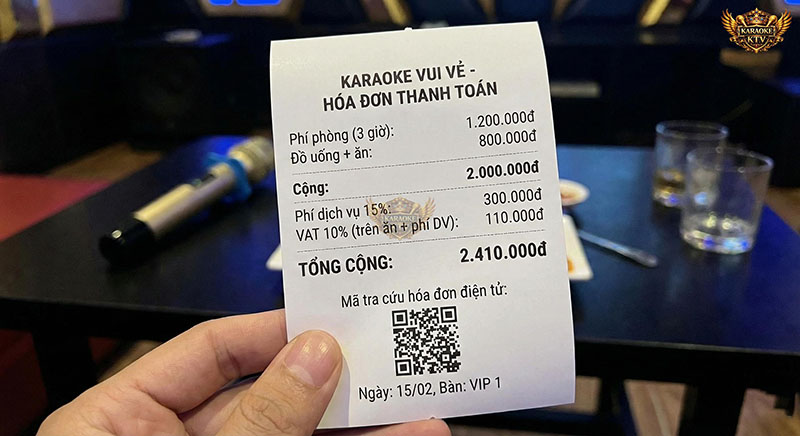 KARAOKE
KTV
KARAOKE VUI VẺ -
HÓA ĐƠN THANH TOÁN
Phí phòng (3 giờ): 1.200.000đ
Đồ uống + ăn: 800.000đ
Cộng: 2.000.000đ
Phí dịch vụ 15%: 300.000đ
VAT 10% (trên ăn + phí DV): 110.000đ
TỔNG CỘNG: 2.410.000đ
Mã tra cứu hóa đơn điện tử:
Ngày: 15/02, Bàn: VIP 1
KARAOKE